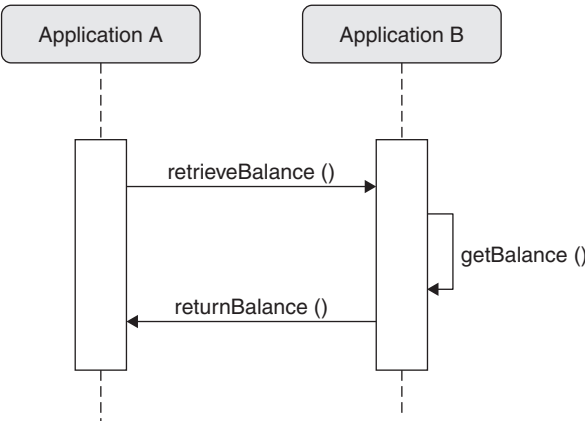 Application A
Application B
retrieveBalance ()
getBalance ()
returnBalance ()